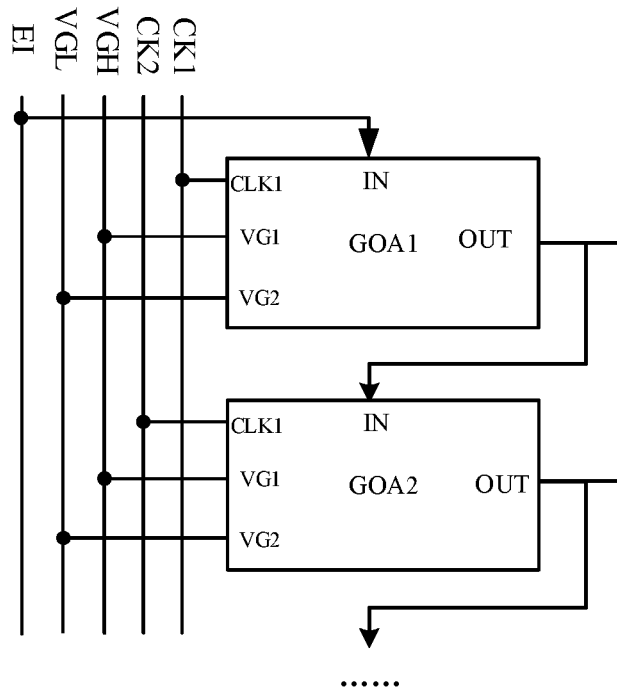 EI
VGL
VGH
CK2
CK1
IN
CLK1
VG1
GOA1
OUT
VG2
IN
CLK1
VG1
GOA2
OUT
VG2
......